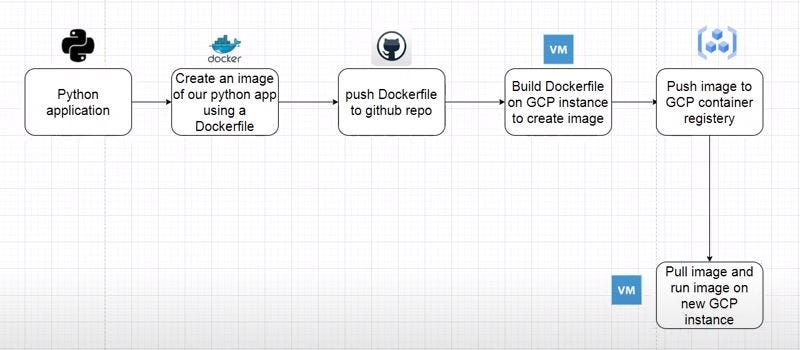 docker
VM
Python
application
Create an image
of our python app
using a
Dockerfile
push Dockerfile
to github repo
Build Dockerfile
on GCP instance
to create image
Push image to
GCP container
registery
VM
Pull image and
run image on
new GCP
instance